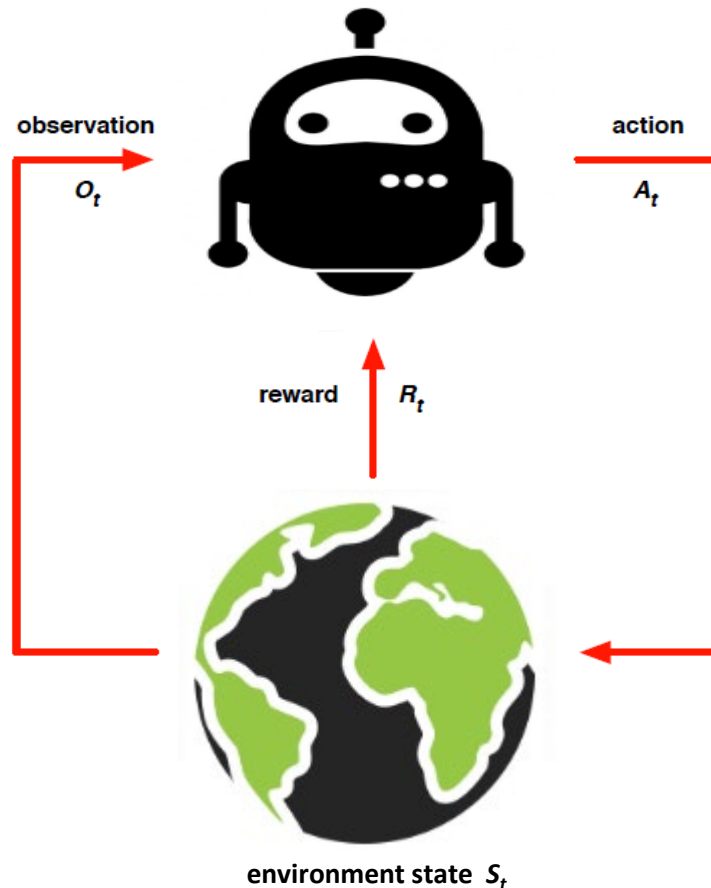 observation
O_t
action
A_t
reward R_t
environment state S_t